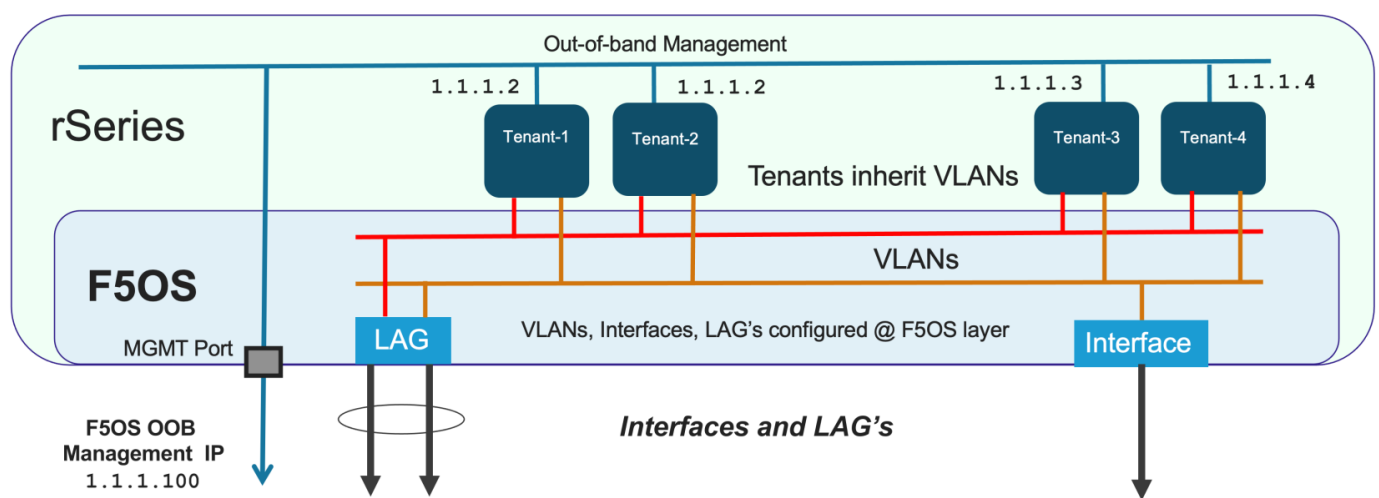 Out-of-band Management
1.1.1.2
1.1.1.2
1.1.1.3
1.1.1.4
rSeries
Tenant-1
Tenant-2
Tenant-3
Tenant-4
Tenants inherit VLANs
VLANs
F5OS
VLANs, Interfaces, LAG's configured @ F5OS layer
LAG
Interface
MGMT Port
Interfaces and LAG's
F5OS OOB
Management IP
1.1.1.100